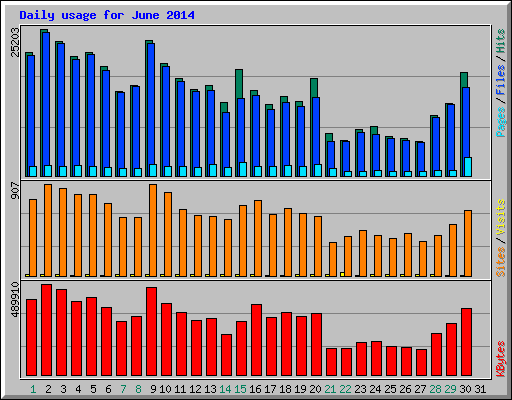 Daily usage for June 2014
25203
Pages / Files / Hits
907
Sites / Visits
489910
KBytes
1 2 3 4 5 6 7 8 9 10 11 12 13 14 15 16 17 18 19 20 21 22 23 24 25 26 27 28 29 30 31